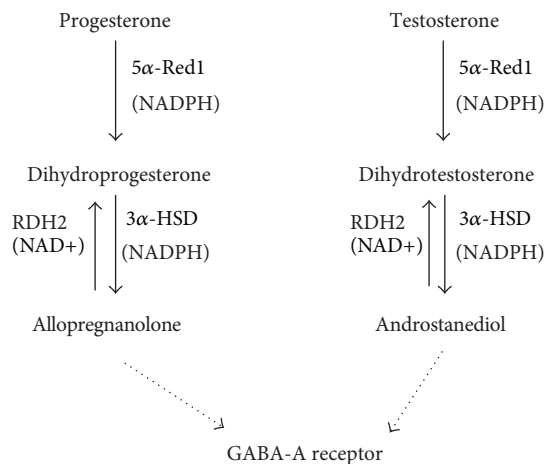 Progesterone
5α-Red1
(NADPH)
Dihydroprogesterone
RDH2
(NAD+)
3α-HSD
(NADPH)
Allopregnanolone
Testosterone
5α-Red1
(NADPH)
Dihydrotestosterone
RDH2
(NAD+)
3α-HSD
(NADPH)
Androstanediol
GABA-A receptor